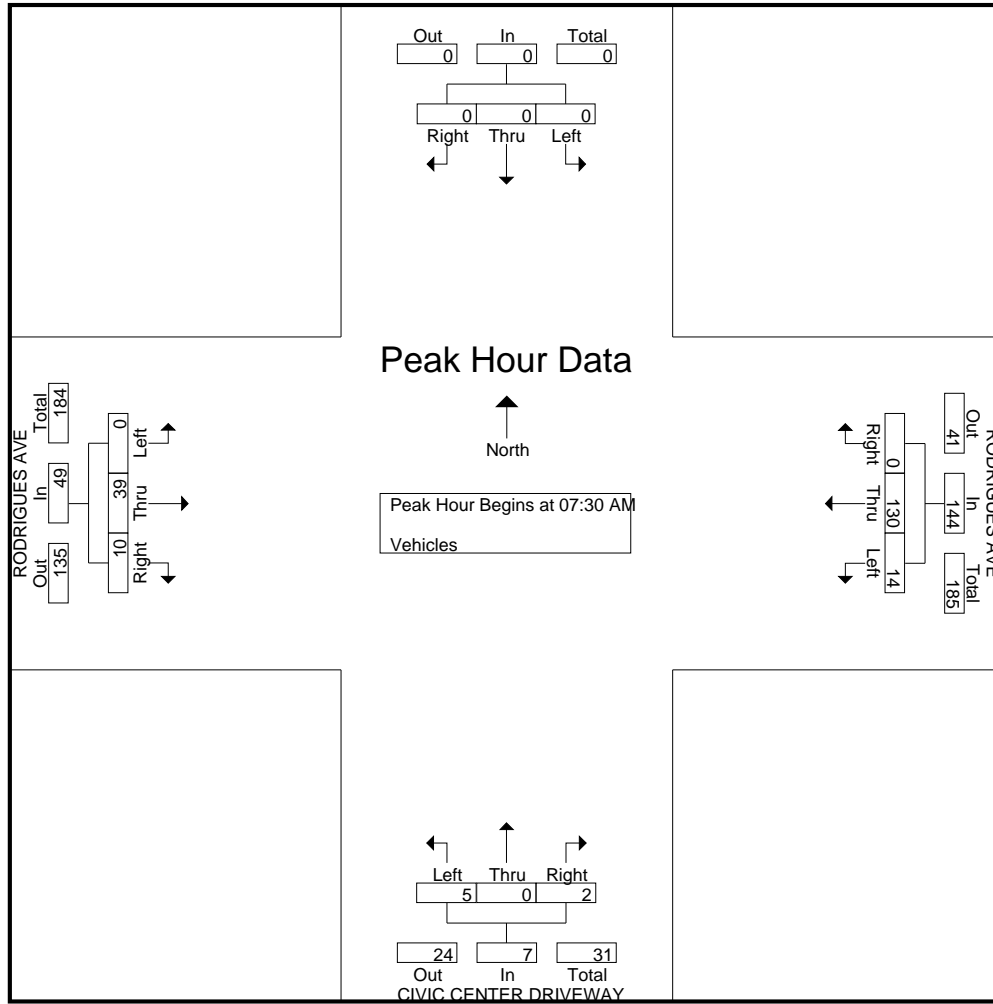 Out In Total
0 0 0
0 0 0
Right Thru Left
Peak Hour Data
North
Peak Hour Begins at 07:30 AM
Vehicles
RODRIGUES AVE
Out In Total
135 49 184
10 39 0
Right Thru Left
RODRIGUES AVE
Out In Total
41 144 185
0 130 14
Right Thru Left
Left Thru Right
5 0 2
24 7 31
Out In Total
CIVIC CENTER DRIVEWAY